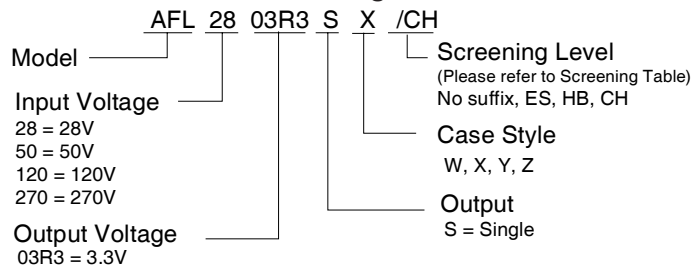 AFL 28 03R3 S X /CH
Model
Input Voltage
28 = 28V
50 = 50V
120 = 120V
270 = 270V
Output Voltage
03R3 = 3.3V
Screening Level
(Please refer to Screening Table)
No suffix, ES, HB, CH
Case Style
W, X, Y, Z
Output
S = Single